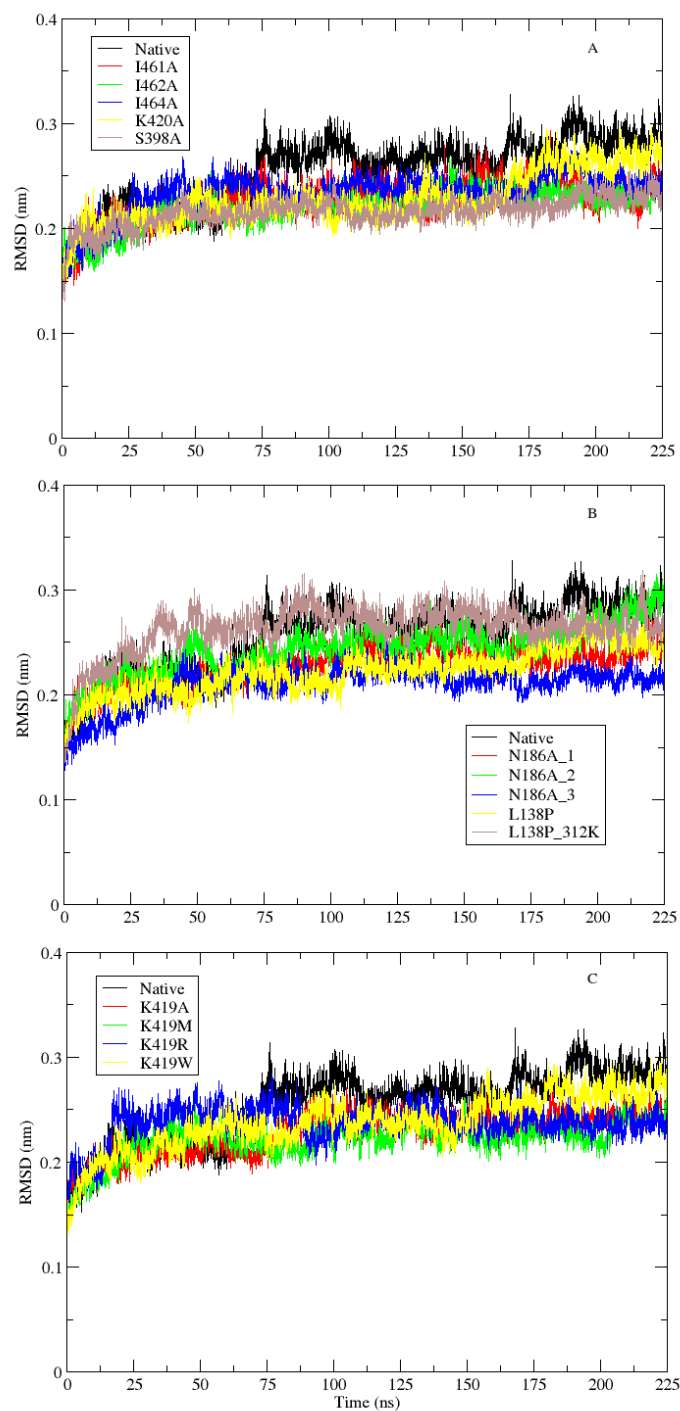 0.4
A
Native
I461A
I462A
I464A
K420A
S398A
0.3
RMSD (nm)
0.2
0.1
0
0 25 50 75 100 125 150 175 200 225
0.4
B
0.3
0.2
Native
N186A_1
N186A_2
N186A_3
L138P
L138P_312K
0.1
0
0 25 50 75 100 125 150 175 200 225
0.4
C
Native
K419A
K419M
K419R
K419W
0.3
RMSD (nm)
0.2
0.1
0
0 25 50 75 100 125 150 175 200 225
Time (ns)